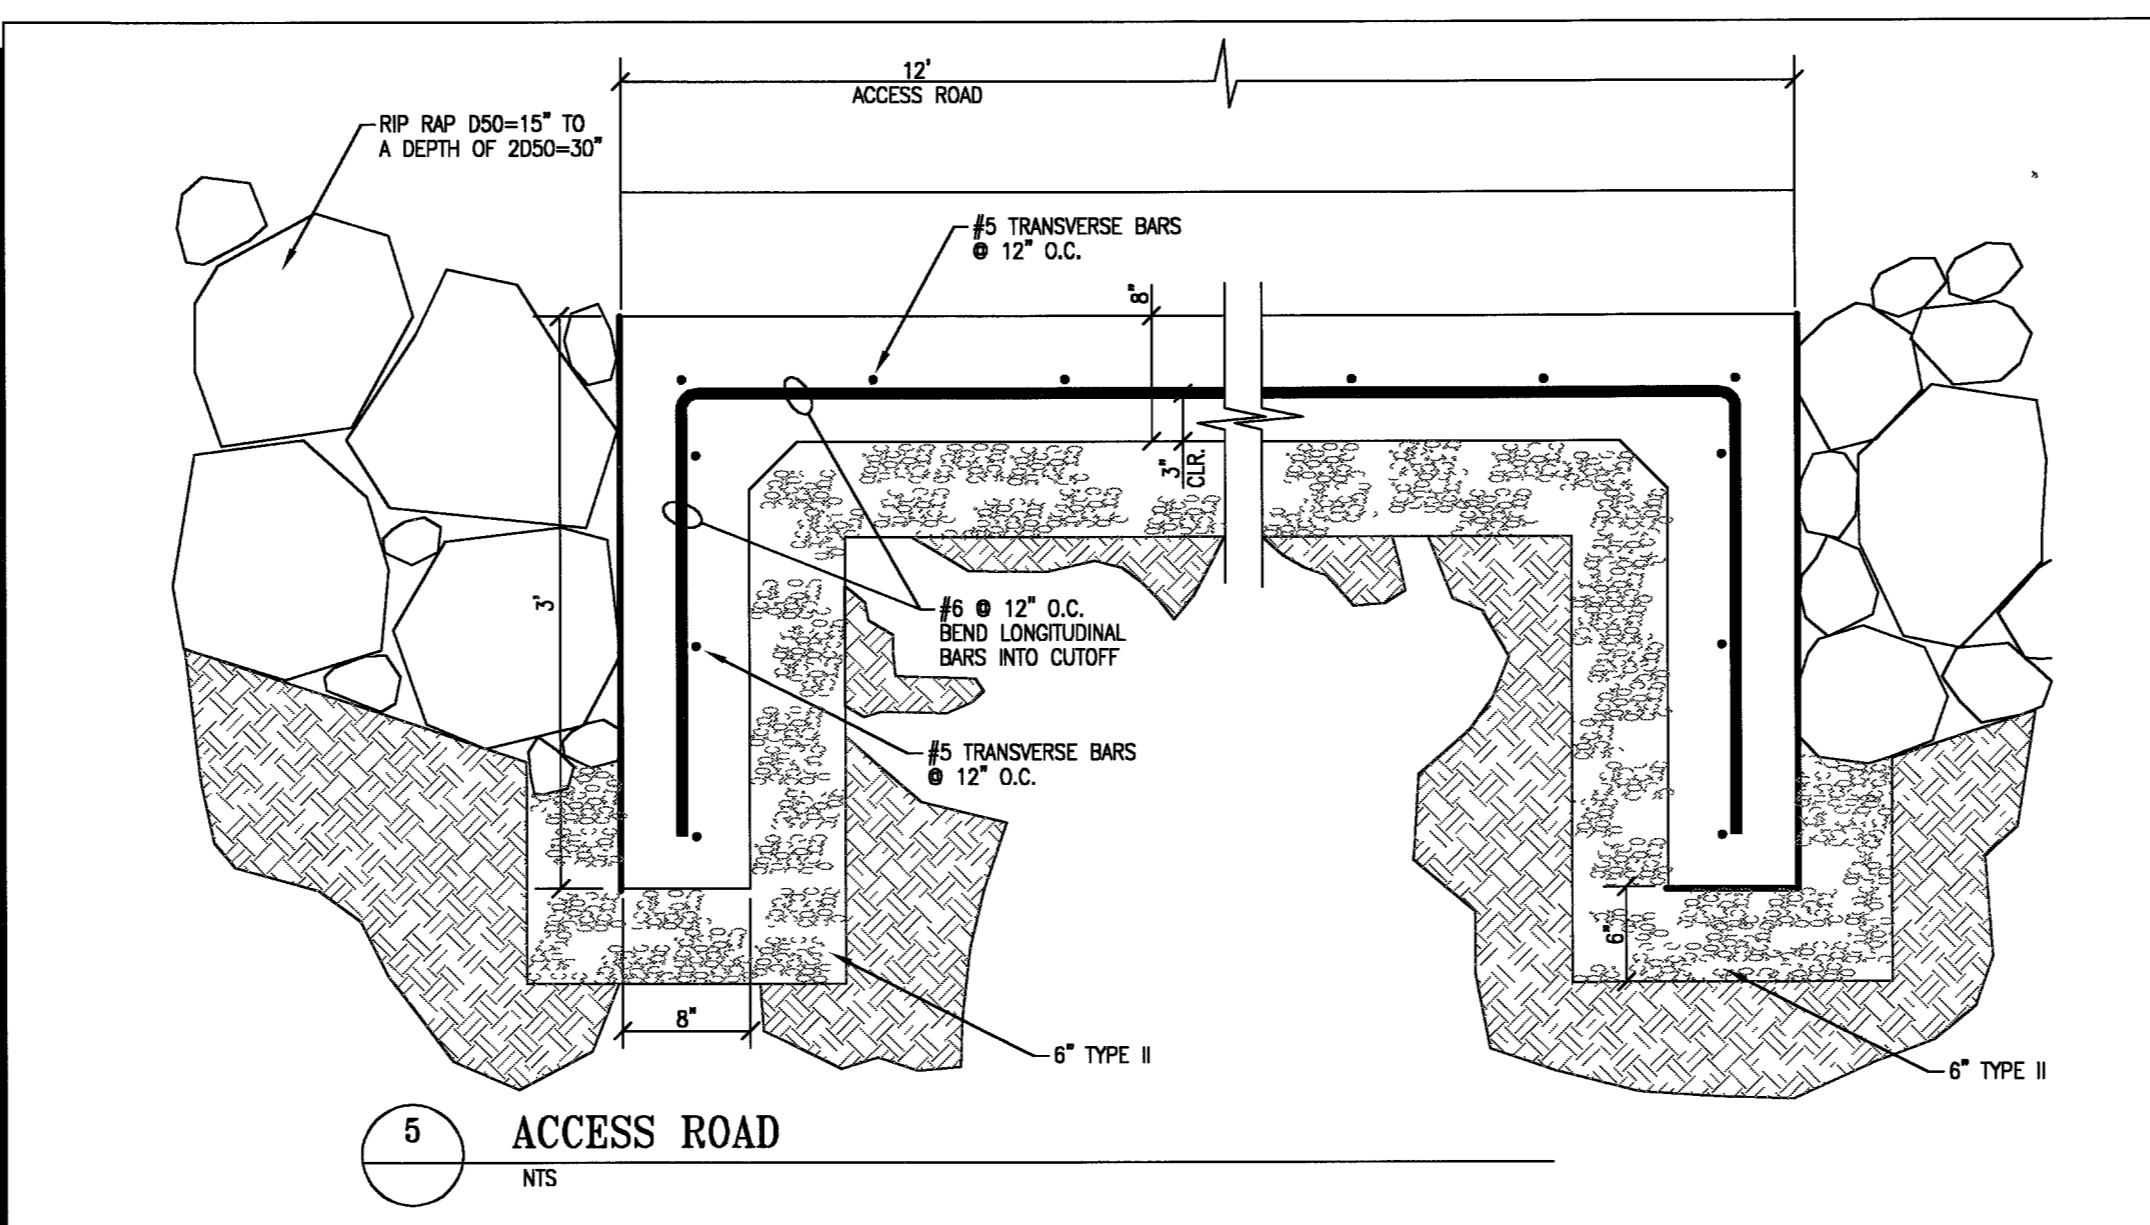 12'
ACCESS ROAD
RIP RAP D50=15" TO
A DEPTH OF 2D50=30"
#5 TRANSVERSE BARS
@ 12" O.C.
8"
3"
CLR.
3'
#6 @ 12" O.C.
BEND LONGITUDINAL
BARS INTO CUTOFF
#5 TRANSVERSE BARS
@ 12" O.C.
6"
8"
6" TYPE II
6" TYPE II
5
ACCESS ROAD
NTS